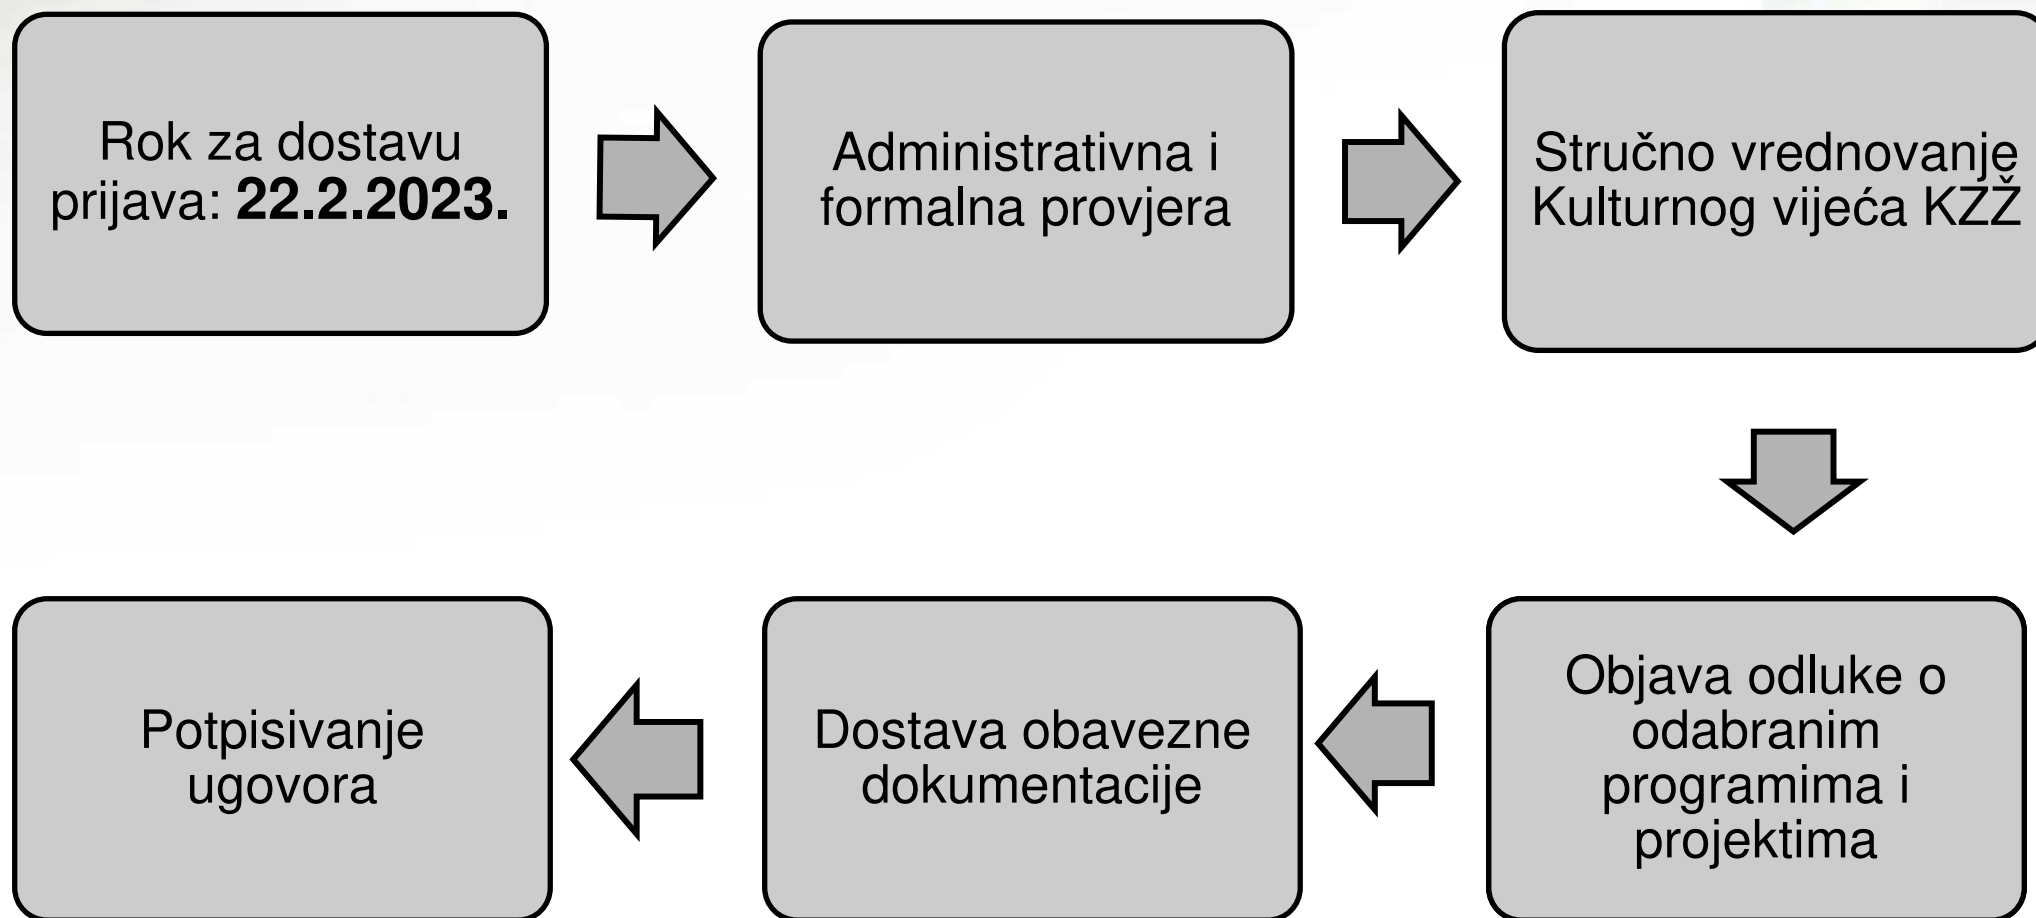 Rok za dostavu
prijava: 22.2.2023.
Administrativna i
formalna provjera
Stručno vrednovanje
Kulturnog vijeća KZŽ
Objava odluke o
odabranim
programima i
projektima
Dostava obavezne
dokumentacije
Potpisivanje
ugovora